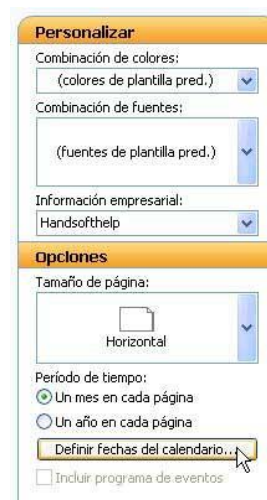 Personalizar
Combinación de colores:
(colores de plantilla pred.)
Combinación de fuentes:
(fuentes de plantilla pred.)
Información empresarial:
Handsofthelp
Opciones
Tamaño de página:
Horizontal
Período de tiempo:
Un mes en cada página
Un año en cada página
Definir fechas del calendario...
Incluir programa de eventos